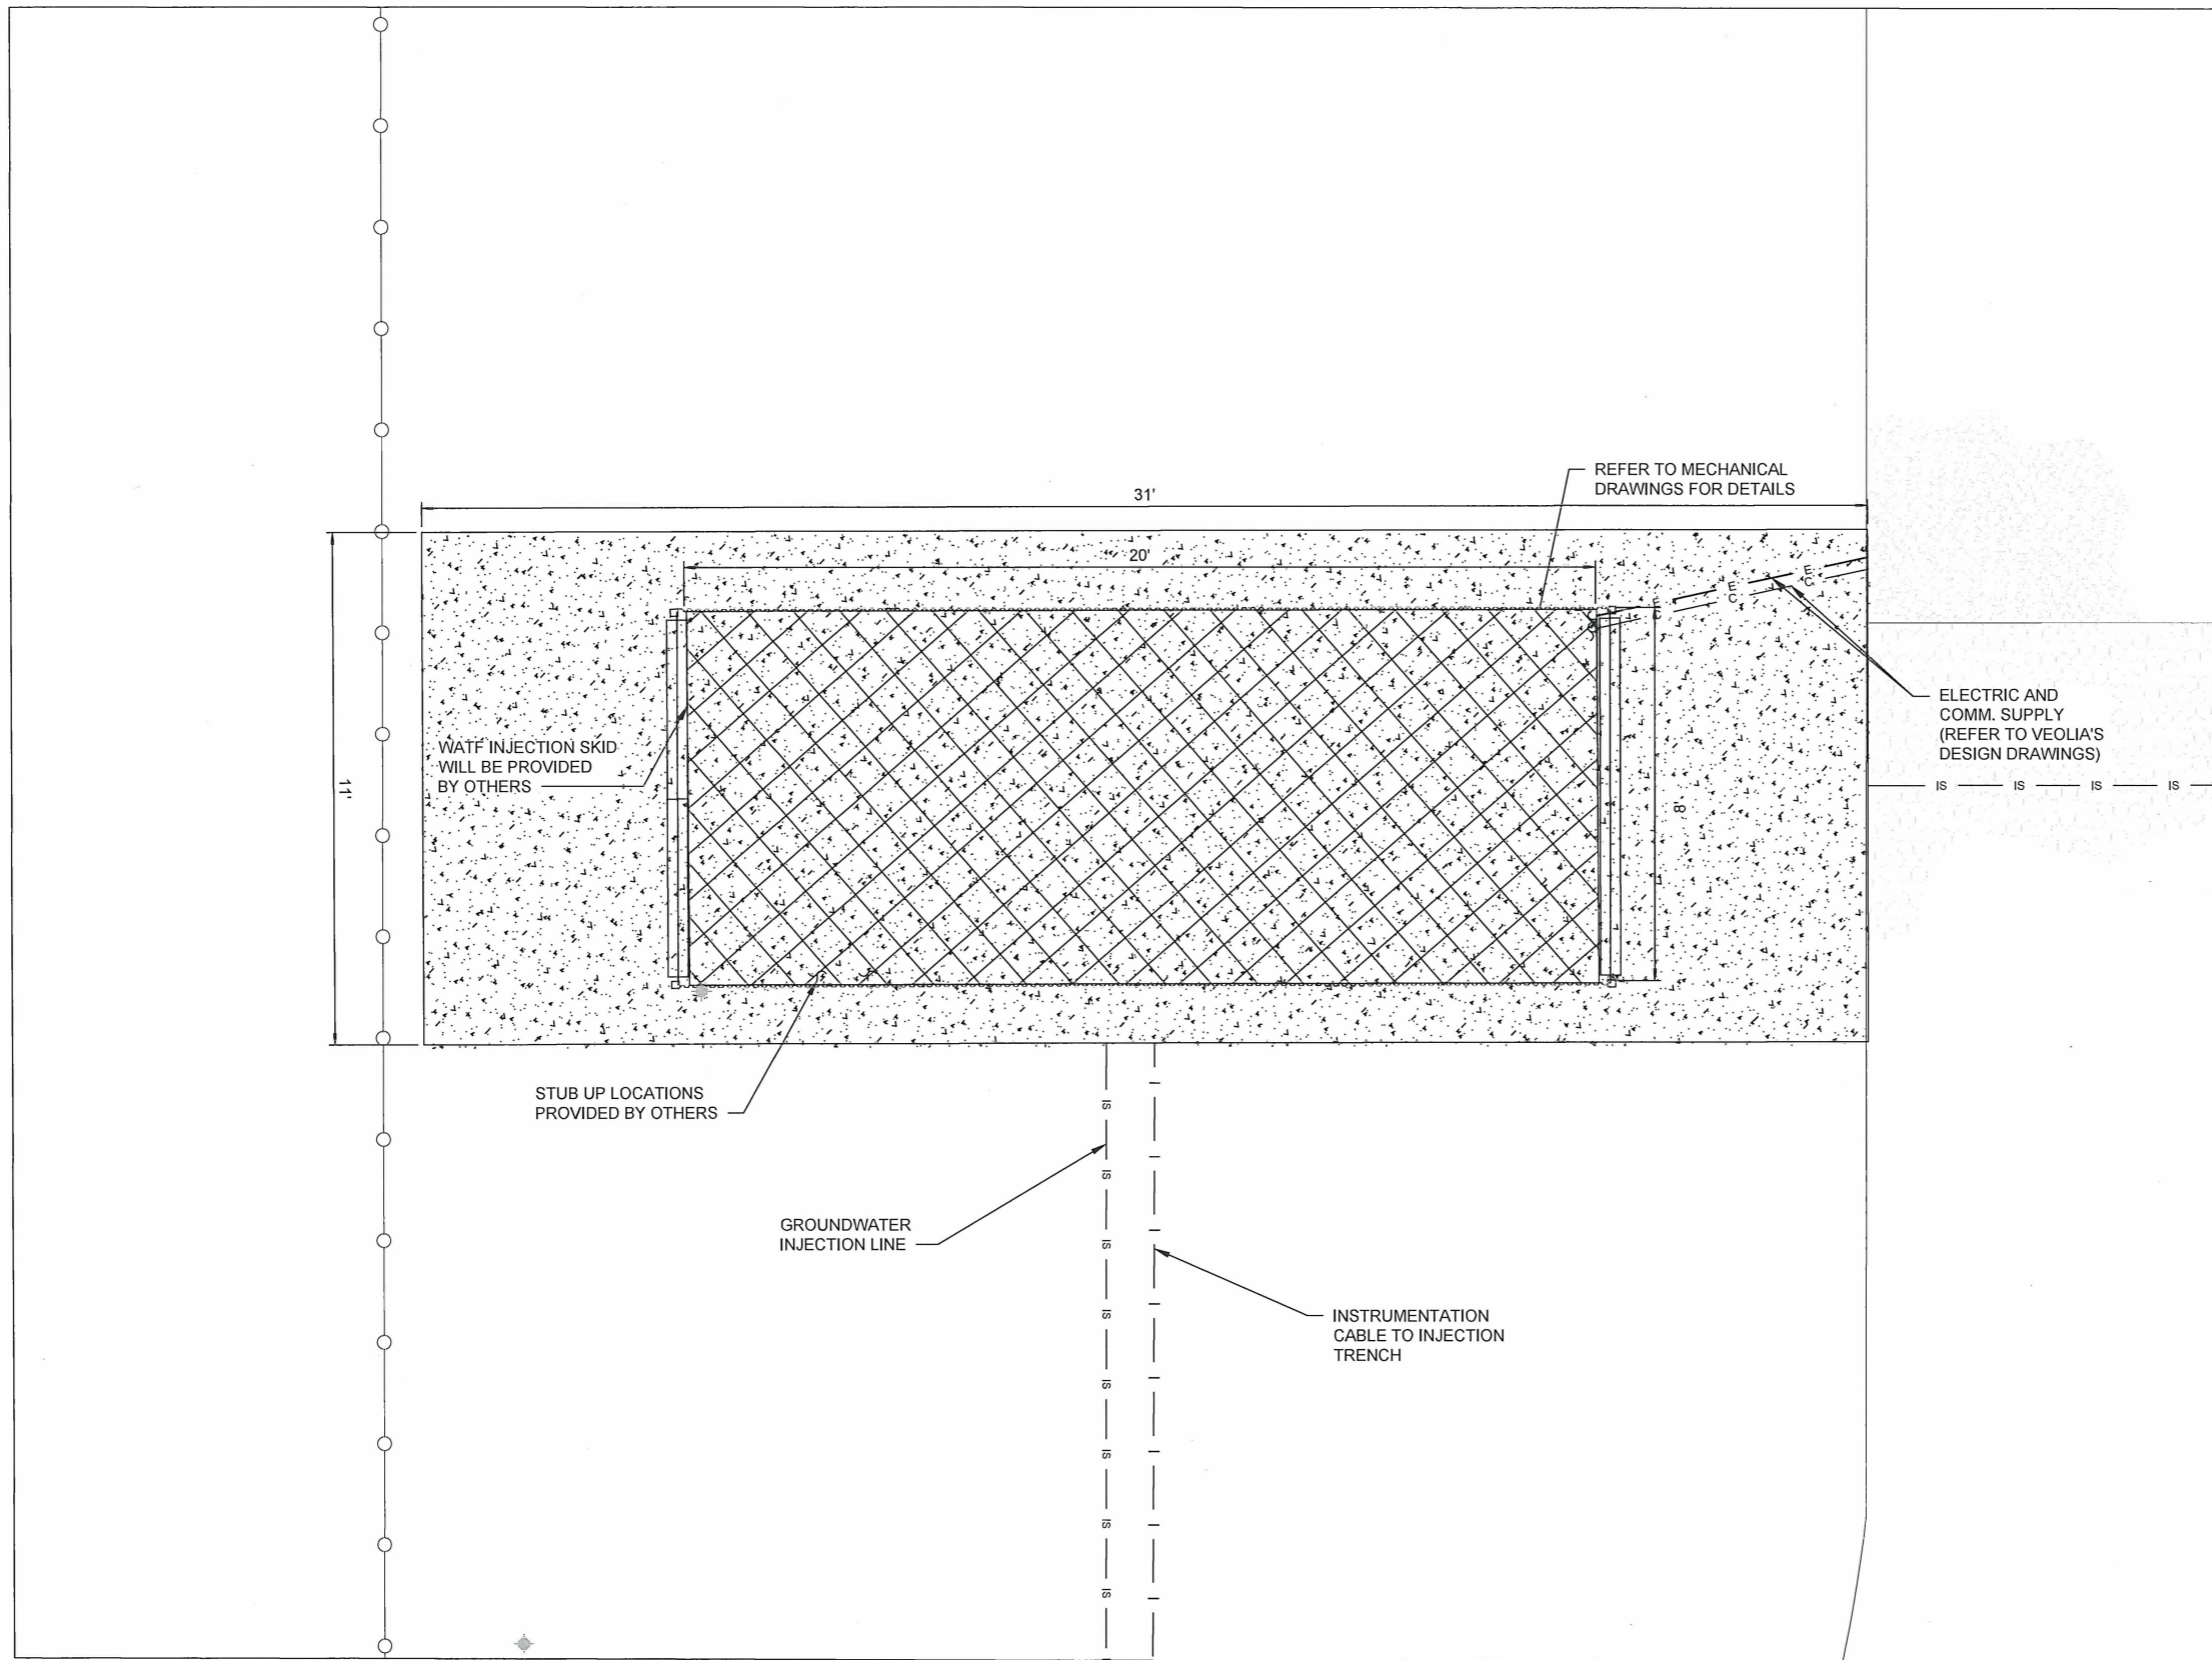 REFER TO MECHANICAL
DRAWINGS FOR DETAILS
31'
20'
E
C
E
C
E
C
ELECTRIC AND
COMM. SUPPLY
(REFER TO VEOLIA'S
DESIGN DRAWINGS)
WATF INJECTION SKID
WILL BE PROVIDED
BY OTHERS
11'
8'
IS
IS
IS
IS
STUB UP LOCATIONS
PROVIDED BY OTHERS
IS
IS
GROUNDWATER
INJECTION LINE
IS
IS
INSTRUMENTATION
CABLE TO INJECTION
TRENCH
IS
IS
IS
IS